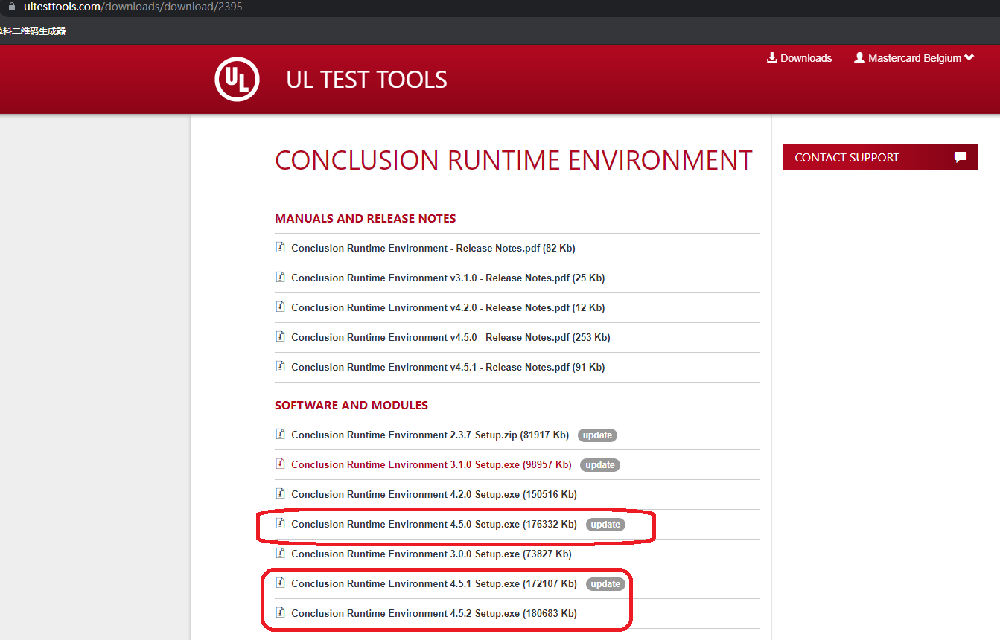 ultesttools.com/downloads/download/2395
料二维码生成器
Downloads
Mastercard Belgium
UL
UL TEST TOOLS
CONCLUSION RUNTIME ENVIRONMENT
CONTACT SUPPORT
MANUALS AND RELEASE NOTES
Conclusion Runtime Environment - Release Notes.pdf (82 Kb)
Conclusion Runtime Environment v3.1.0 - Release Notes.pdf (25 Kb)
Conclusion Runtime Environment v4.2.0 - Release Notes.pdf (12 Kb)
Conclusion Runtime Environment v4.5.0 - Release Notes.pdf (253 Kb)
Conclusion Runtime Environment v4.5.1 - Release Notes.pdf (91 Kb)
SOFTWARE AND MODULES
Conclusion Runtime Environment 2.3.7 Setup.zip (81917 Kb) update
Conclusion Runtime Environment 3.1.0 Setup.exe (98957 Kb) update
Conclusion Runtime Environment 4.2.0 Setup.exe (150516 Kb)
Conclusion Runtime Environment 4.5.0 Setup.exe (176332 Kb) update
Conclusion Runtime Environment 3.0.0 Setup.exe (73827 Kb)
Conclusion Runtime Environment 4.5.1 Setup.exe (172107 Kb) update
Conclusion Runtime Environment 4.5.2 Setup.exe (180683 Kb)